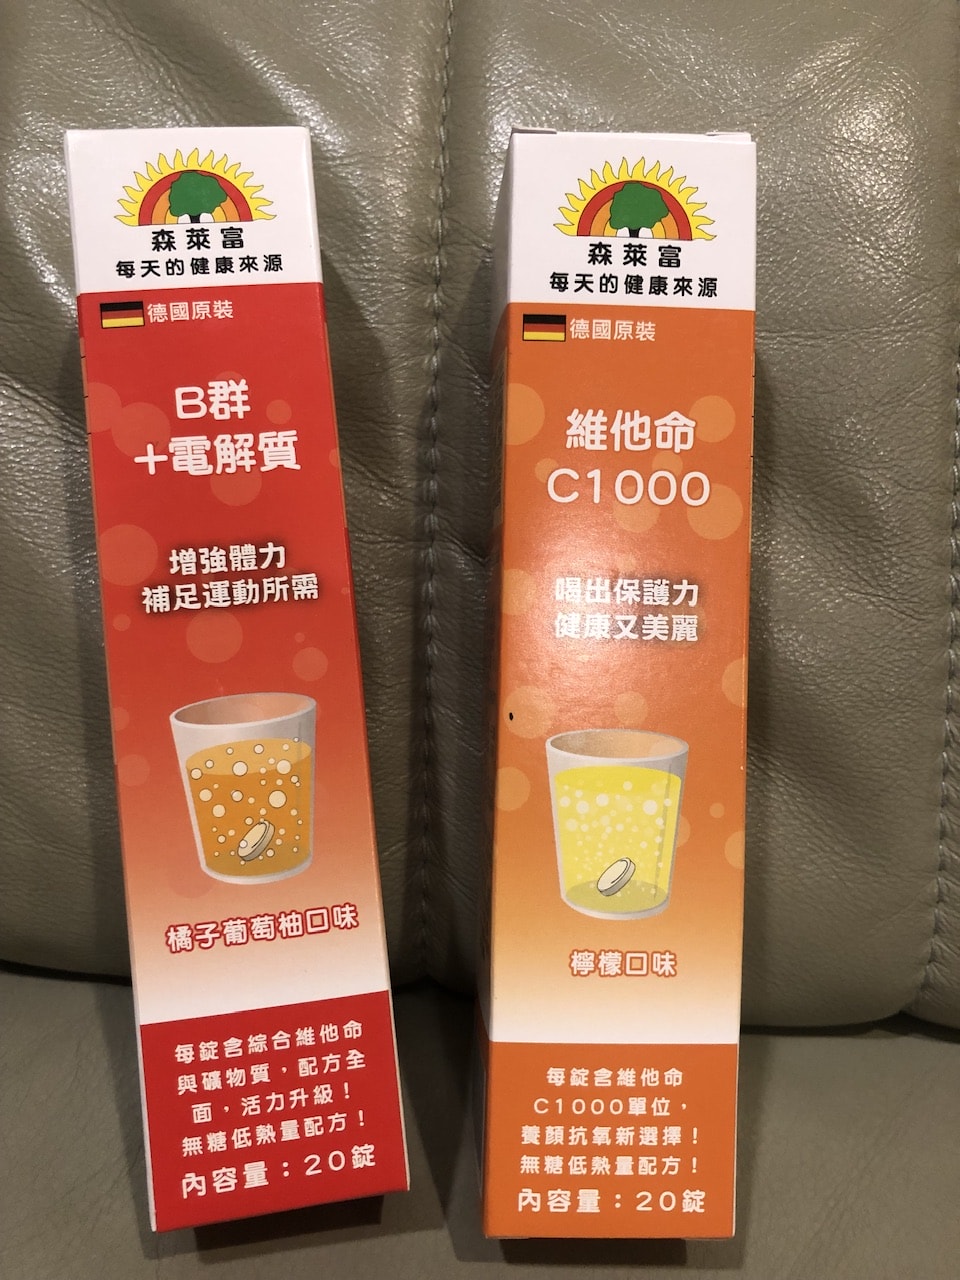 森萊富
每天的健康來源
德國原裝
B群
+電解質
增強體力
補足運動所需
橘子葡萄柚口味
每錠含綜合維他命
與礦物質，配方全
面，活力升級！
無糖低熱量配方！
內容量：20錠
森萊富
每天的健康來源
德國原裝
維他命
C1000
喝出保護力
健康又美麗
檸檬口味
每錠含維他命
C1000單位，
養顏抗氧新選擇！
無糖低熱量配方！
內容量：20錠